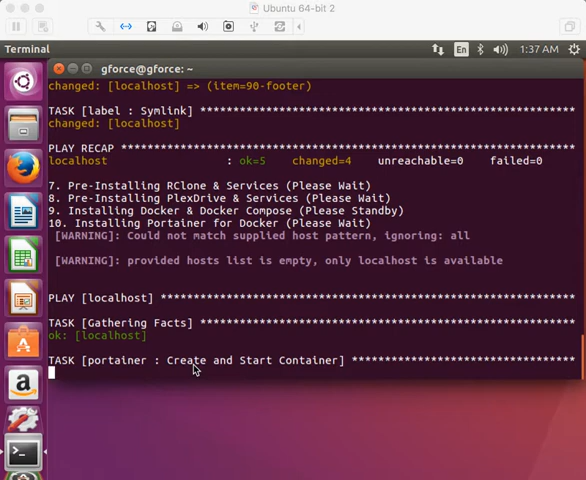 Ubuntu 64-bit 2
Terminal
En
1:37 AM
gforce@gforce: ~
changed: [localhost] => (item=90-footer)
TASK [label : Symlink] *************************************************
changed: [localhost]
PLAY RECAP *************************************************************
localhost : ok=5 changed=4 unreachable=0 failed=0
7. Pre-Installing RClone & Services (Please Wait)
8. Pre-Installing PlexDrive & Services (Please Wait)
9. Installing Docker & Docker Compose (Please Standby)
10. Installing Portainer for Docker (Please Wait)
[WARNING]: Could not match supplied host pattern, ignoring: all
[WARNING]: provided hosts list is empty, only localhost is available
PLAY [localhost] *******************************************************
TASK [Gathering Facts] *************************************************
ok: [localhost]
TASK [portainer : Create and Start Container] **********************************